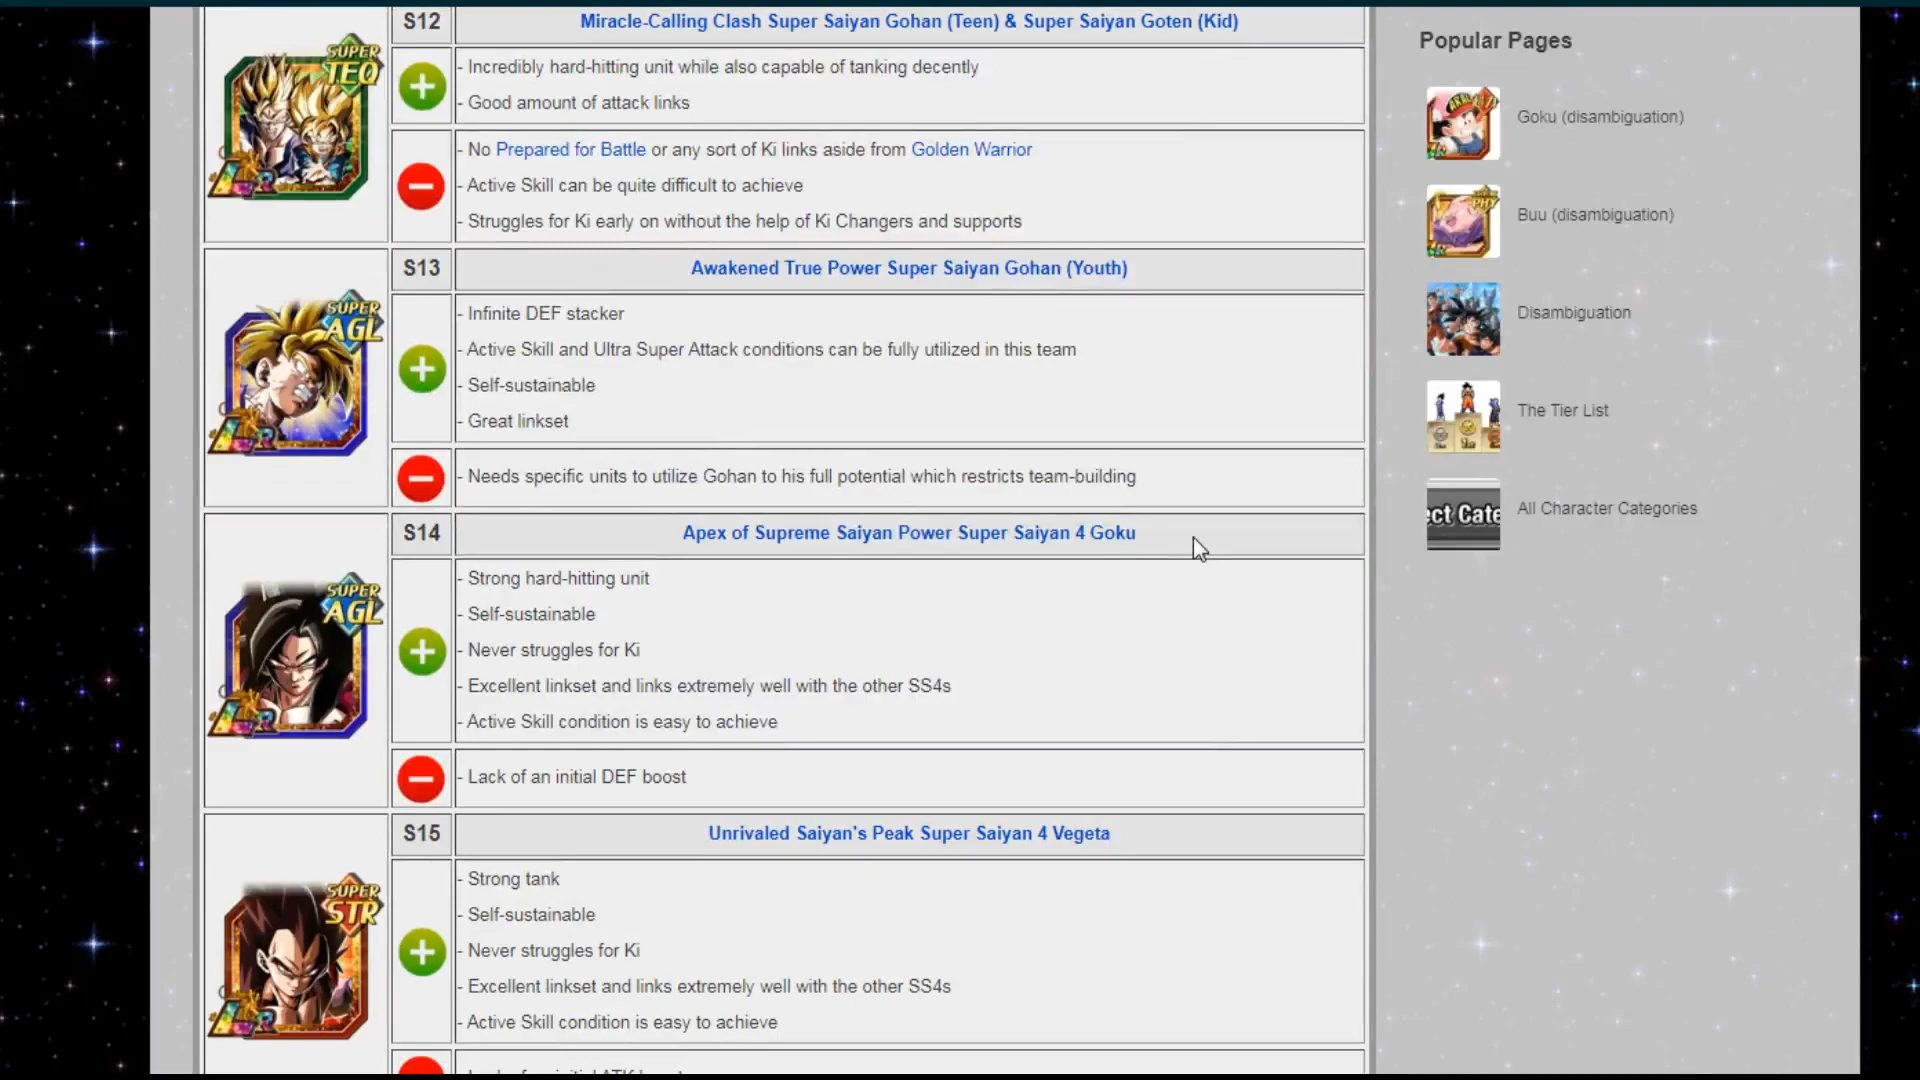 S12
Miracle-Calling Clash Super Saiyan Gohan (Teen) & Super Saiyan Goten (Kid)
SUPER TEQ
LR
- Incredibly hard-hitting unit while also capable of tanking decently
- Good amount of attack links
- No Prepared for Battle or any sort of Ki links aside from Golden Warrior
- Active Skill can be quite difficult to achieve
- Struggles for Ki early on without the help of Ki Changers and supports
S13
Awakened True Power Super Saiyan Gohan (Youth)
SUPER AGL
LR
- Infinite DEF stacker
- Active Skill and Ultra Super Attack conditions can be fully utilized in this team
- Self-sustainable
- Great linkset
- Needs specific units to utilize Gohan to his full potential which restricts team-building
S14
Apex of Supreme Saiyan Power Super Saiyan 4 Goku
SUPER AGL
LR
- Strong hard-hitting unit
- Self-sustainable
- Never struggles for Ki
- Excellent linkset and links extremely well with the other SS4s
- Active Skill condition is easy to achieve
- Lack of an initial DEF boost
S15
Unrivaled Saiyan's Peak Super Saiyan 4 Vegeta
SUPER STR
LR
- Strong tank
- Self-sustainable
- Never struggles for Ki
- Excellent linkset and links extremely well with the other SS4s
- Active Skill condition is easy to achieve
Popular Pages
Goku (disambiguation)
PHY
Buu (disambiguation)
Disambiguation
The Tier List
ect Cate
All Character Categories